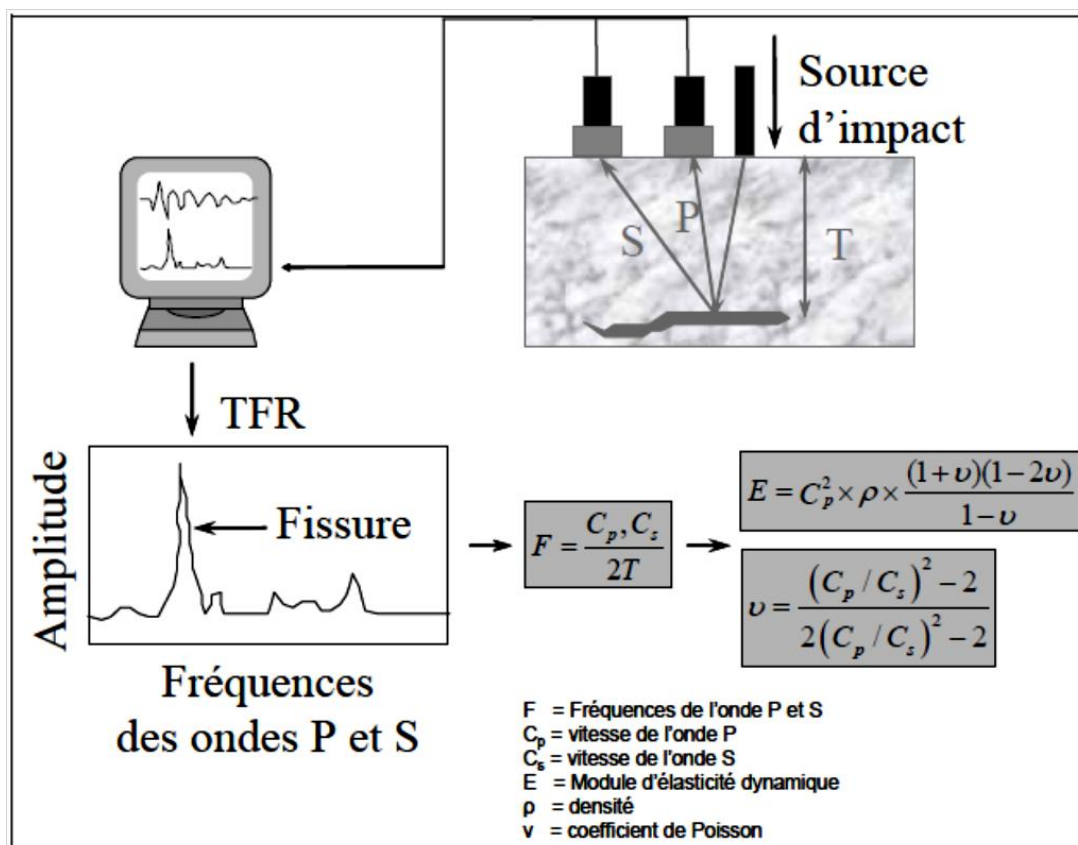 Source
d’impact
S
P
T
TFR
Amplitude
Fissure
Fréquences
des ondes P et S
F = C_p, C_s / 2T
E = C_p^2 × ρ × (1+υ)(1−2υ) / 1−υ
υ = (C_p / C_s)^2 − 2 / 2(C_p / C_s)^2 − 2
F = Fréquences de l'onde P et S
C_p = vitesse de l'onde P
C_s = vitesse de l'onde S
E = Module d'élasticité dynamique
ρ = densité
ν = coefficient de Poisson